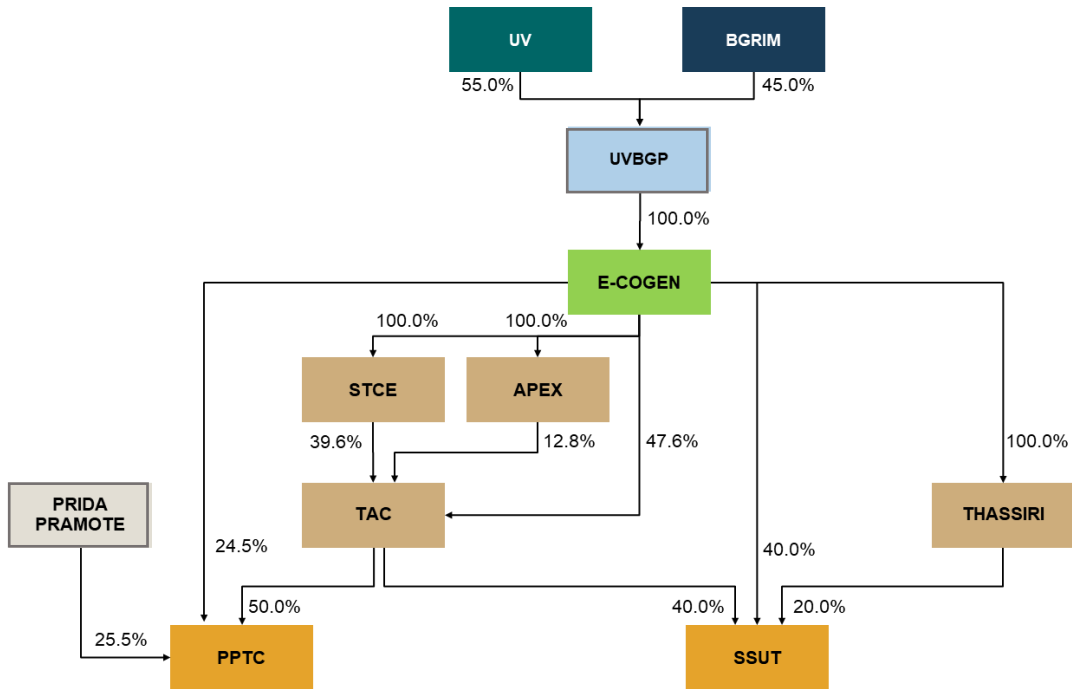 UV
BGRIM
55.0%
45.0%
UVBGP
100.0%
E-COGEN
100.0%
100.0%
STCE
APEX
39.6%
12.8%
47.6%
100.0%
PRIDA
PRAMOTE
TAC
THASSIRI
24.5%
40.0%
50.0%
40.0%
20.0%
25.5%
PPTC
SSUT